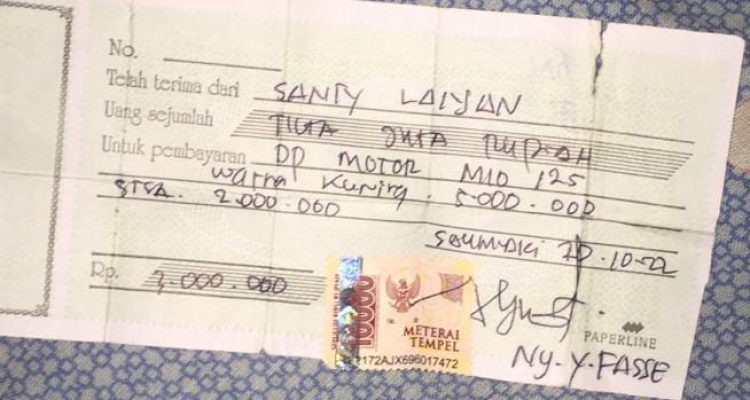 No.
Telah terima dari SANTY LAIYAN
Uang sejumlah TIGA JUTA RUPIAH
Untuk pembayaran DP MOTOR MIO 125
Warna Kuning. 5.000.000
SISA. 2.000.000
SAUMLAKI 20.10-22
Rp. 3.000.000
10000
METERAI
TEMPEL
2172AJX696017472
PAPERLINE
Ny. Y. FASSE